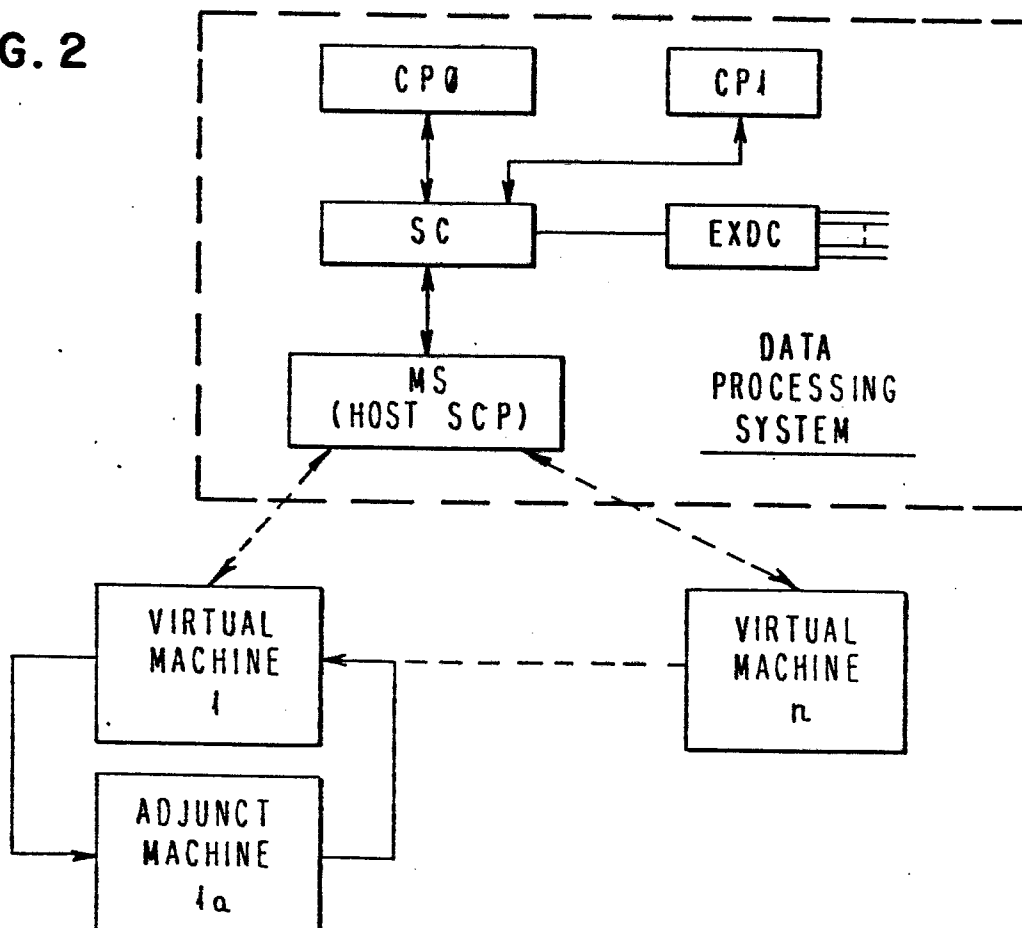 G. 2
CP0
CP1
SC
EXDC
MS
(HOST SCP)
DATA
PROCESSING
SYSTEM
VIRTUAL
MACHINE
1
VIRTUAL
MACHINE
n
ADJUNCT
MACHINE
1a